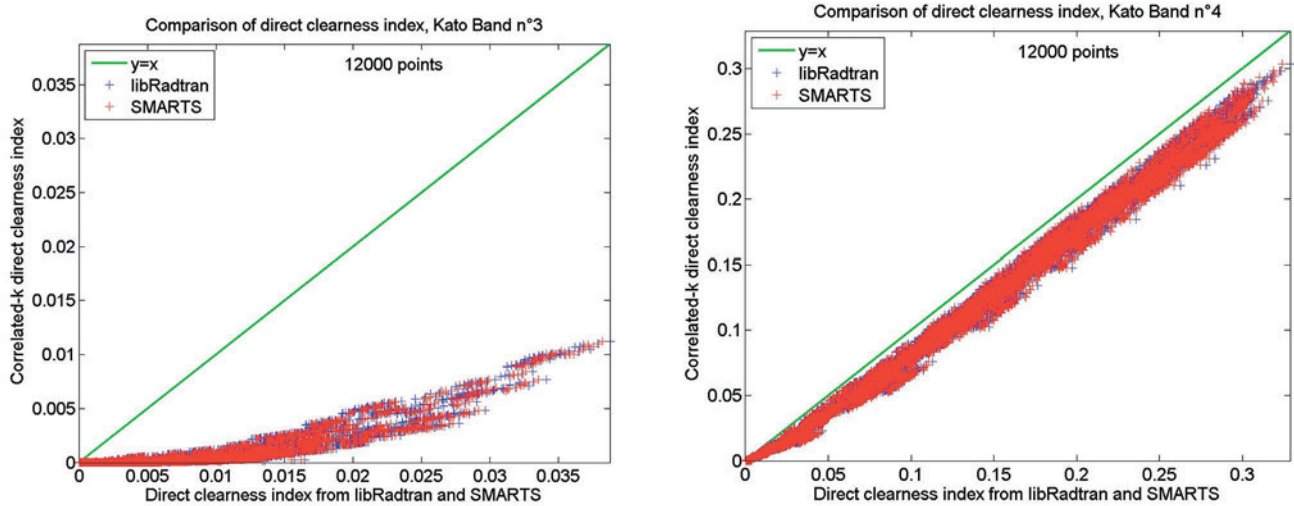 Comparison of direct clearness index, Kato Band n°3
y=x
libRadtran
SMARTS
12000 points
0.035
0.03
0.025
0.02
0.015
0.01
0.005
0
Correlated-k direct clearness index
0 0.005 0.01 0.015 0.02 0.025 0.03 0.035
Direct clearness index from libRadtran and SMARTS
Comparison of direct clearness index, Kato Band n°4
y=x
libRadtran
SMARTS
12000 points
0.3
0.25
0.2
0.15
0.1
0.05
0
Correlated-k direct clearness index
0 0.05 0.1 0.15 0.2 0.25 0.3
Direct clearness index from libRadtran and SMARTS